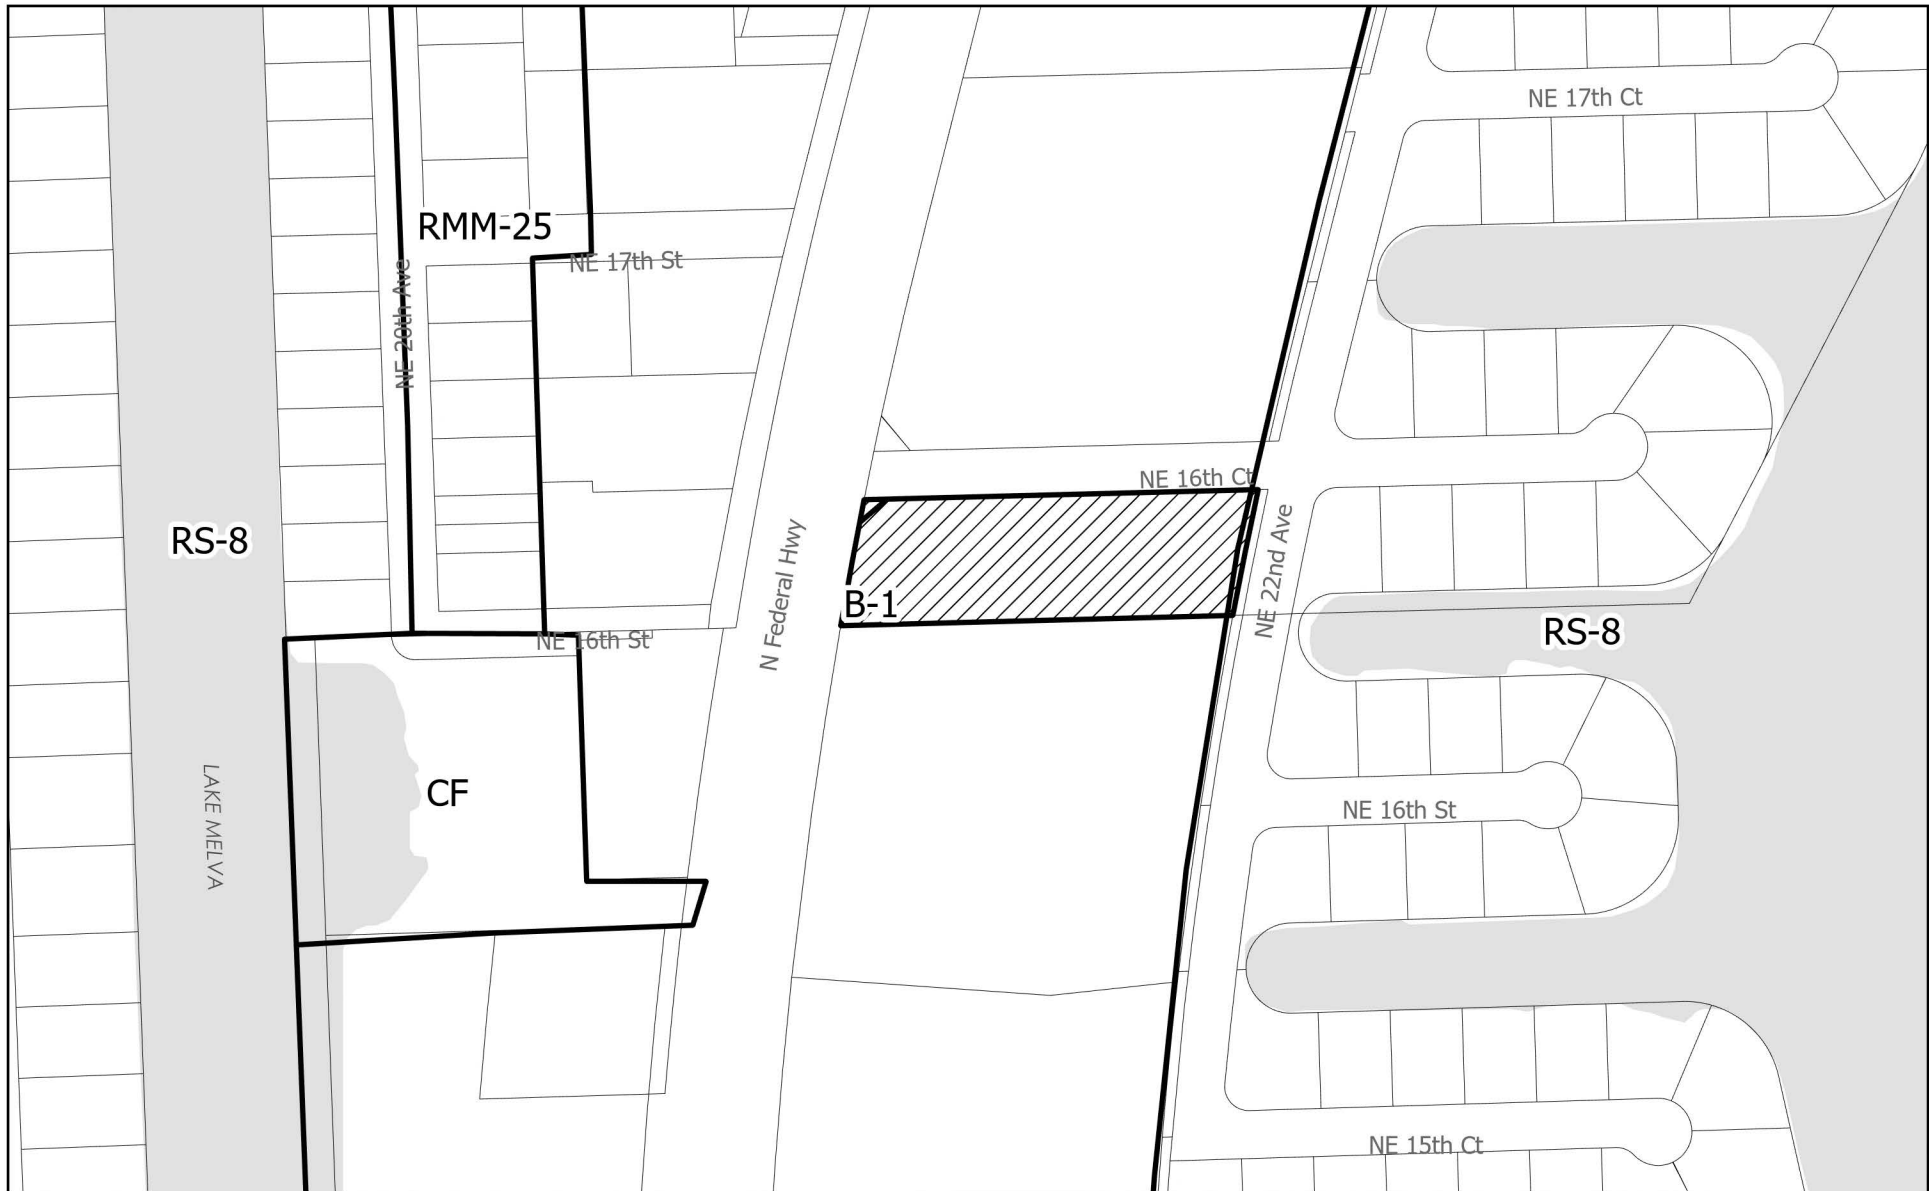 NE 17th Ct
RMM-25
NE 17th St
NE 20th Ave
NE 16th Ct
RS-8
N Federal Hwy
NE 22nd Ave
B-1
RS-8
NE 16th St
LAKE MELVA
CF
NE 16th St
NE 15th Ct